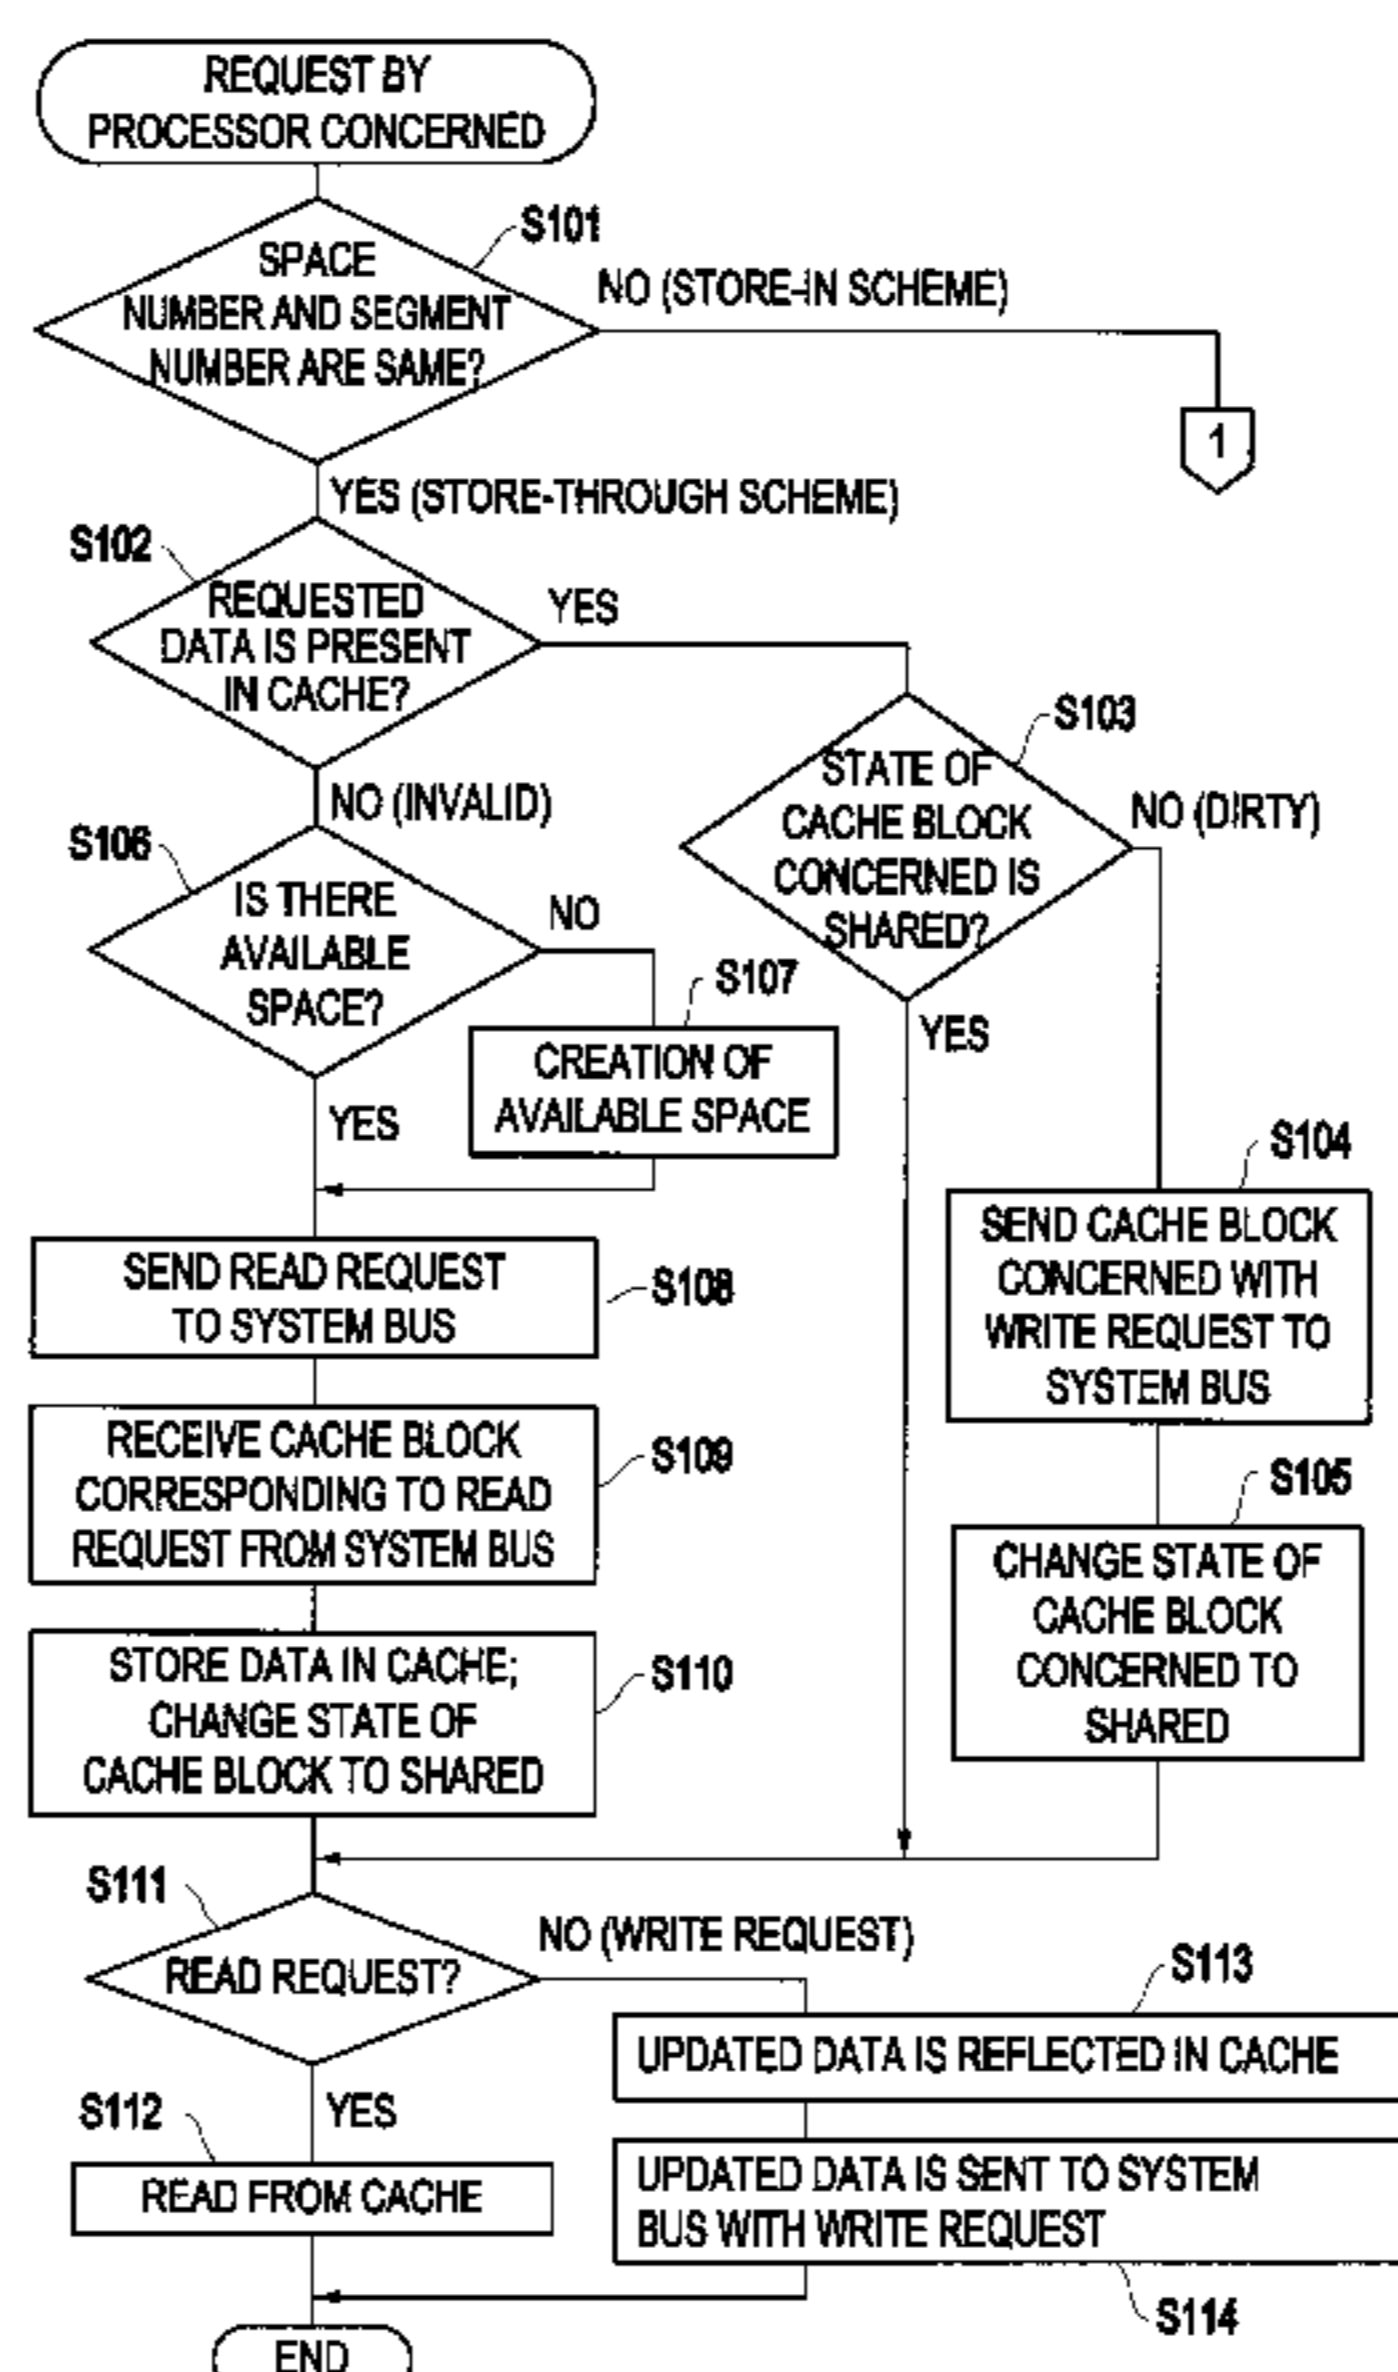 REQUEST BY
PROCESSOR CONCERNED
S101
SPACE
NUMBER AND SEGMENT
NUMBER ARE SAME?
NO (STORE-IN SCHEME)
1
YES (STORE-THROUGH SCHEME)
S102
REQUESTED
DATA IS PRESENT
IN CACHE?
YES
S103
STATE OF
CACHE BLOCK
CONCERNED IS
SHARED?
NO (DIRTY)
YES
NO (INVALID)
S106
IS THERE
AVAILABLE
SPACE?
NO
S107
CREATION OF
AVAILABLE SPACE
YES
S104
SEND CACHE BLOCK
CONCERNED WITH
WRITE REQUEST TO
SYSTEM BUS
SEND READ REQUEST
TO SYSTEM BUS
S108
RECEIVE CACHE BLOCK
CORRESPONDING TO READ
REQUEST FROM SYSTEM BUS
S109
S105
CHANGE STATE OF
CACHE BLOCK
CONCERNED TO
SHARED
STORE DATA IN CACHE;
CHANGE STATE OF
CACHE BLOCK TO SHARED
S110
S111
READ REQUEST?
NO (WRITE REQUEST)
S113
UPDATED DATA IS REFLECTED IN CACHE
YES
S112
READ FROM CACHE
UPDATED DATA IS SENT TO SYSTEM
BUS WITH WRITE REQUEST
S114
END